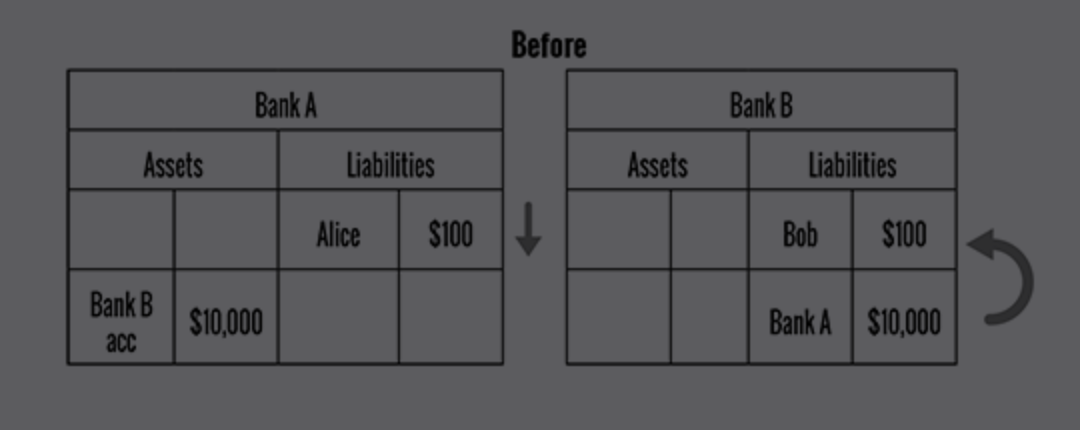 Before
Bank A
Assets Liabilities
Alice $100
Bank B acc $10,000
Bank B
Assets Liabilities
Bob $100
Bank A $10,000